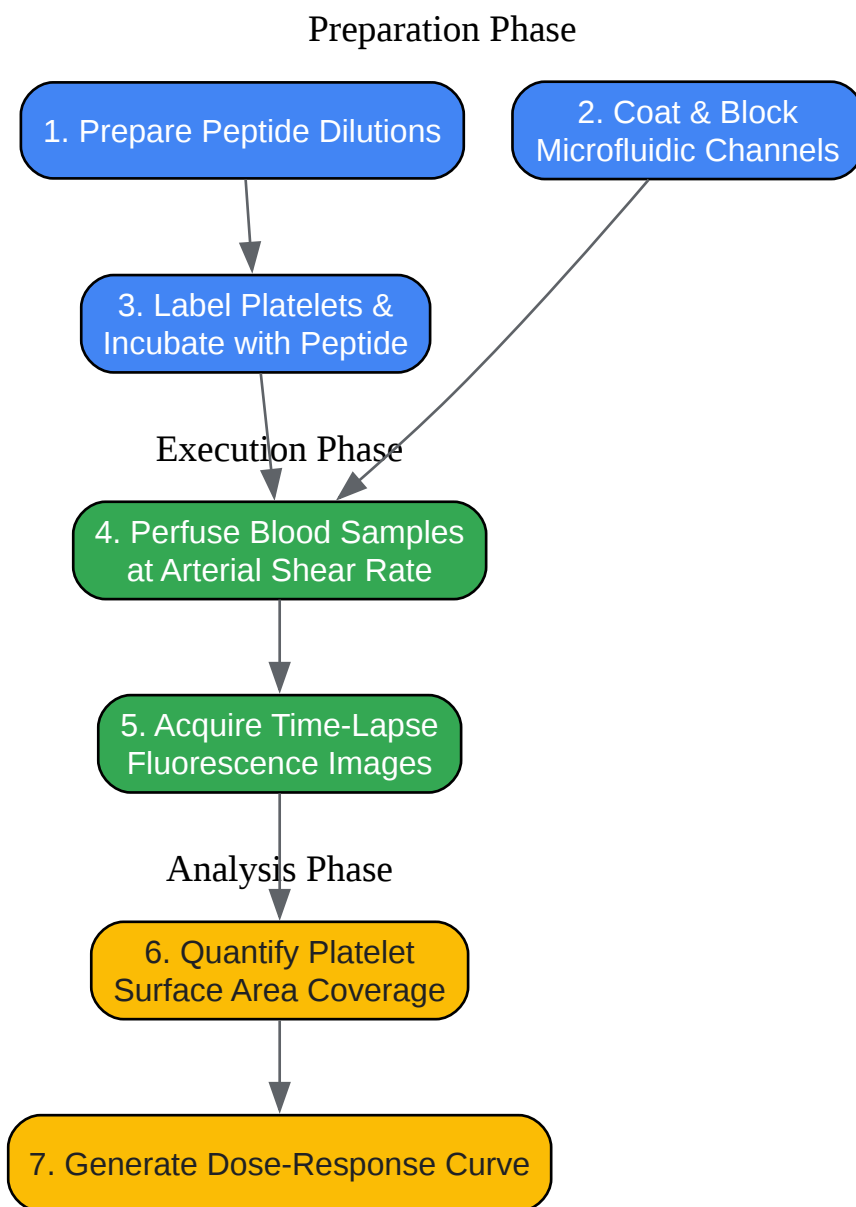 Preparation Phase
1. Prepare Peptide Dilutions
2. Coat & Block
Microfluidic Channels
3. Label Platelets &
Incubate with Peptide
Execution Phase
4. Perfuse Blood Samples
at Arterial Shear Rate
5. Acquire Time-Lapse
Fluorescence Images
Analysis Phase
6. Quantify Platelet
Surface Area Coverage
7. Generate Dose-Response Curve